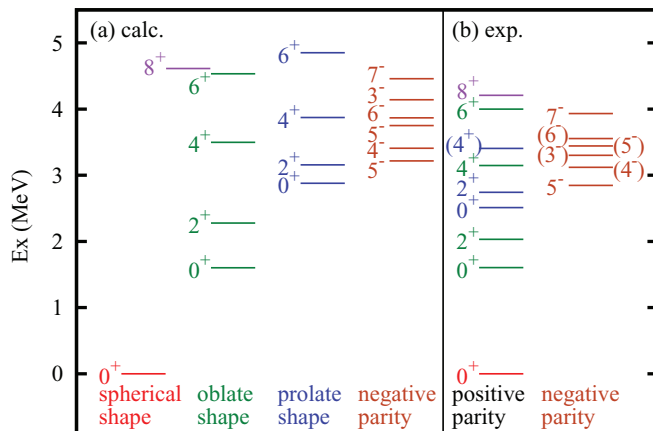 (a) calc.
(b) exp.
Ex (MeV)
5
4
3
2
1
0
8⁺
0⁺
6⁺
4⁺
2⁺
0⁺
6⁺
4⁺
2⁺
0⁺
7⁻
3⁻
6⁻
5⁻
4⁻
5⁻
8⁺
6⁺
(4⁺)
4⁺
2⁺
0⁺
2⁺
0⁺
0⁺
7⁻
(6⁻)
(5⁻)
(3⁻)
(4⁻)
5⁻
spherical
shape
oblate
shape
prolate
shape
negative
parity
positive
parity
negative
parity